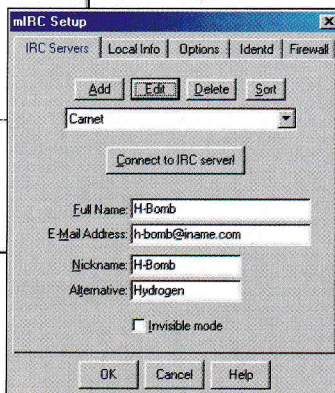 mIRC Setup
IRC Servers Local Info Options Identd Firewall
Add Edit Delete Sort
Carnet
Connect to IRC server!
Full Name: H-Bomb
E-Mail Address: h-bomb@iname.com
Nickname: H-Bomb
Alternative: Hydrogen
Invisible mode
OK Cancel Help